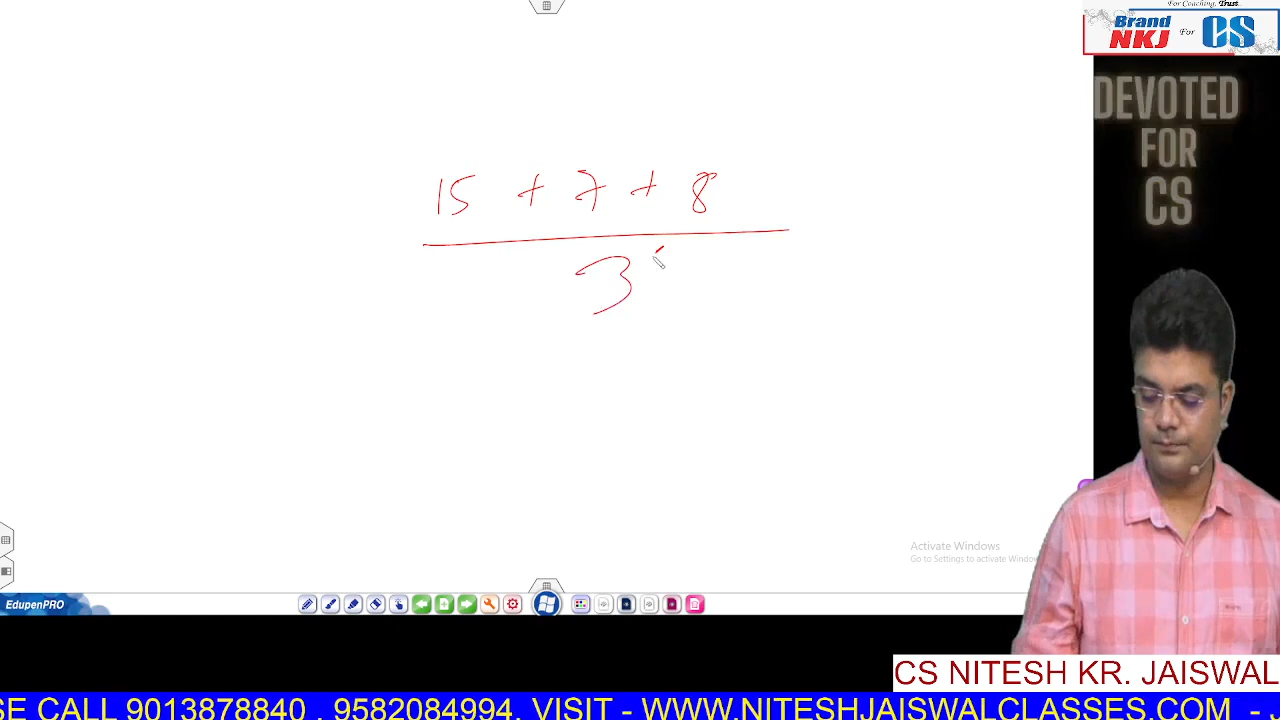 For Coaching, Trust
Brand
NKJ
For
CS
DEVOTED
FOR
CS
15 + 7 + 8
3
Activate Windows
Go to Settings to activate Window
EdupenPRO
CS NITESH KR. JAISWAL
SE CALL 9013878840 , 9582084994, VISIT - WWW.NITESHJAISWALCLASSES.COM - J